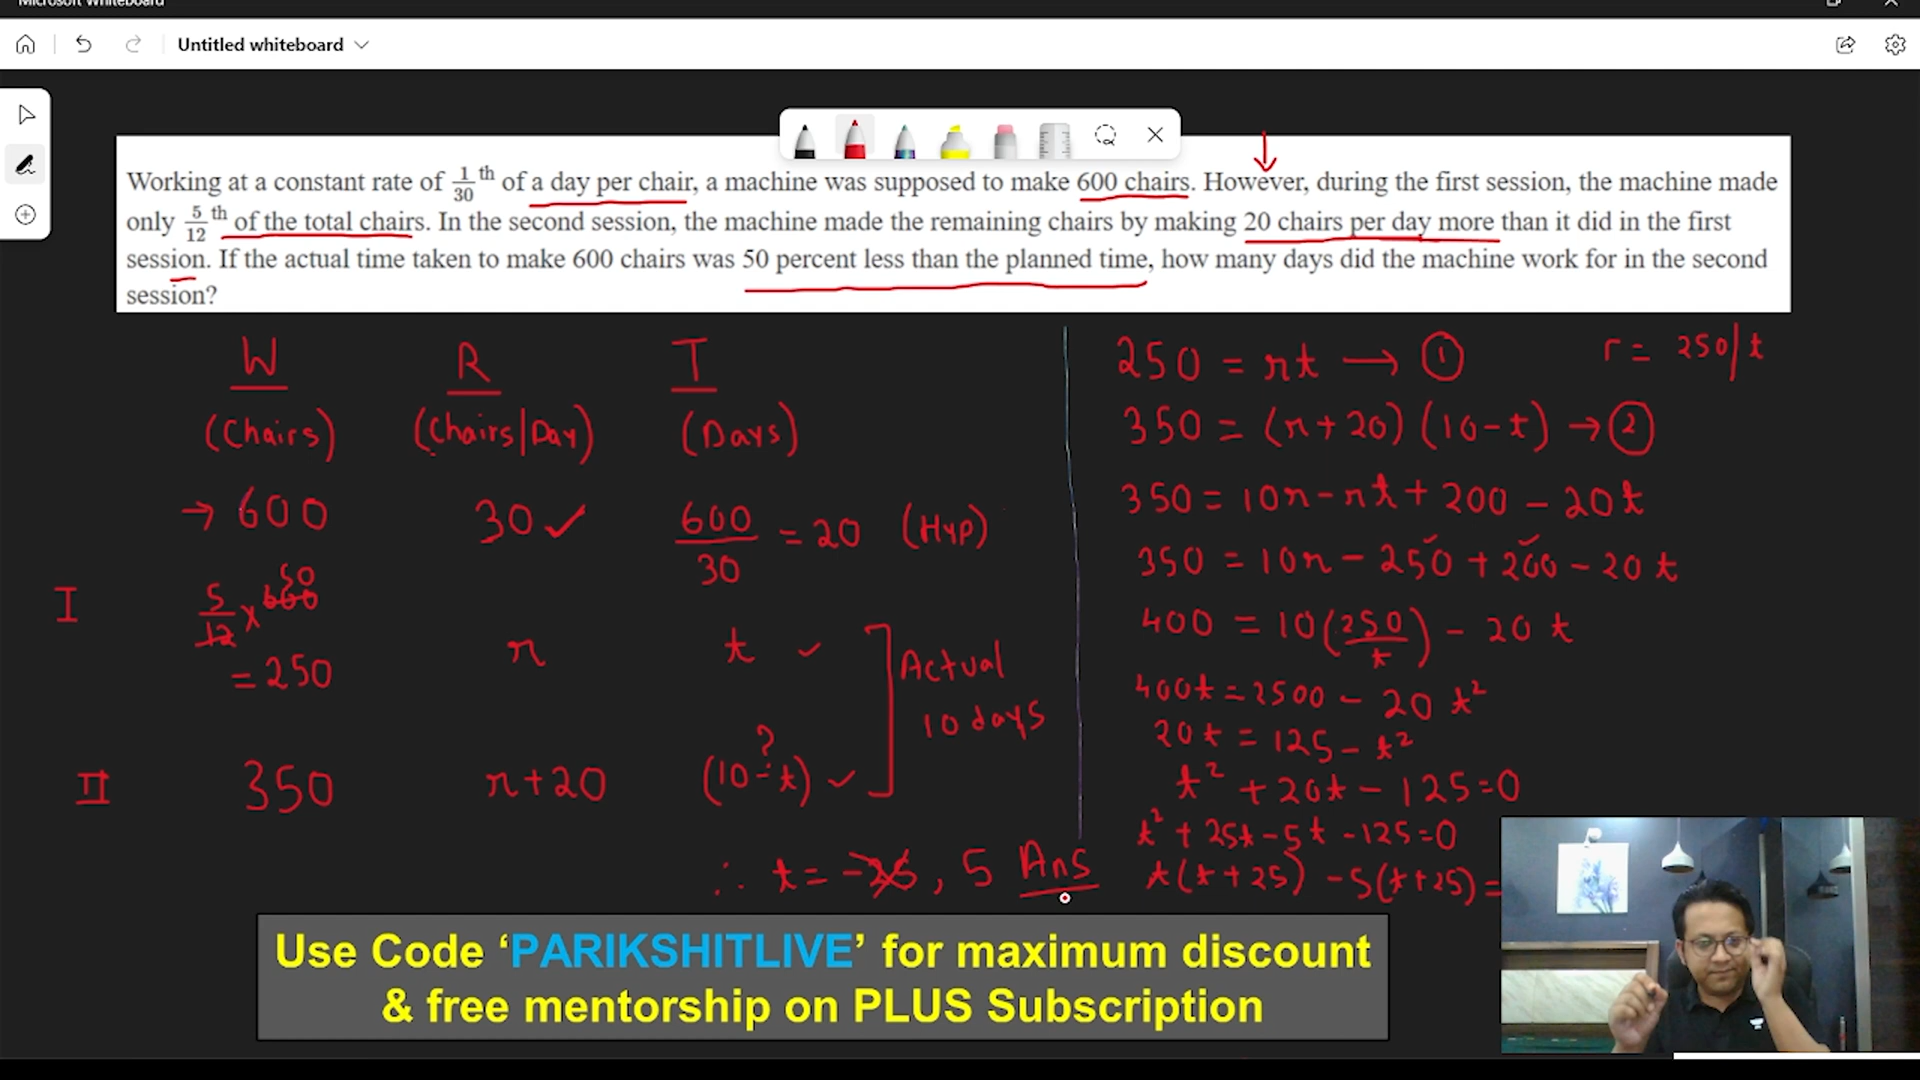 Microsoft Whiteboard
Untitled whiteboard
Working at a constant rate of 1/30 th of a day per chair, a machine was supposed to make 600 chairs. However, during the first session, the machine made
only 5/12 th of the total chairs. In the second session, the machine made the remaining chairs by making 20 chairs per day more than it did in the first
session. If the actual time taken to make 600 chairs was 50 percent less than the planned time, how many days did the machine work for in the second
session?
W R T
(Chairs) (Chairs|Day) (Days)
→ 600 30 ✓ 600/30 = 20 (Hyp)
I 5/12 x 600 50
= 250 r t ✓
Actual
10 days
?
II 350 r+20 (10-t) ✓
∴ t = -25, 5 Ans
250 = rt → ① r = 250/t
350 = (r+20) (10-t) → ②
350 = 10r - rt + 200 - 20t
350 = 10r - 250 + 200 - 20t
400 = 10(250/t) - 20 t
400t = 2500 - 20 t²
20t = 125 - t²
t² + 20t - 125 = 0
t² + 25t - 5t - 125 = 0
t(t+25) - 5(t+25) =
Use Code ‘PARIKSHITLIVE’ for maximum discount
& free mentorship on PLUS Subscription